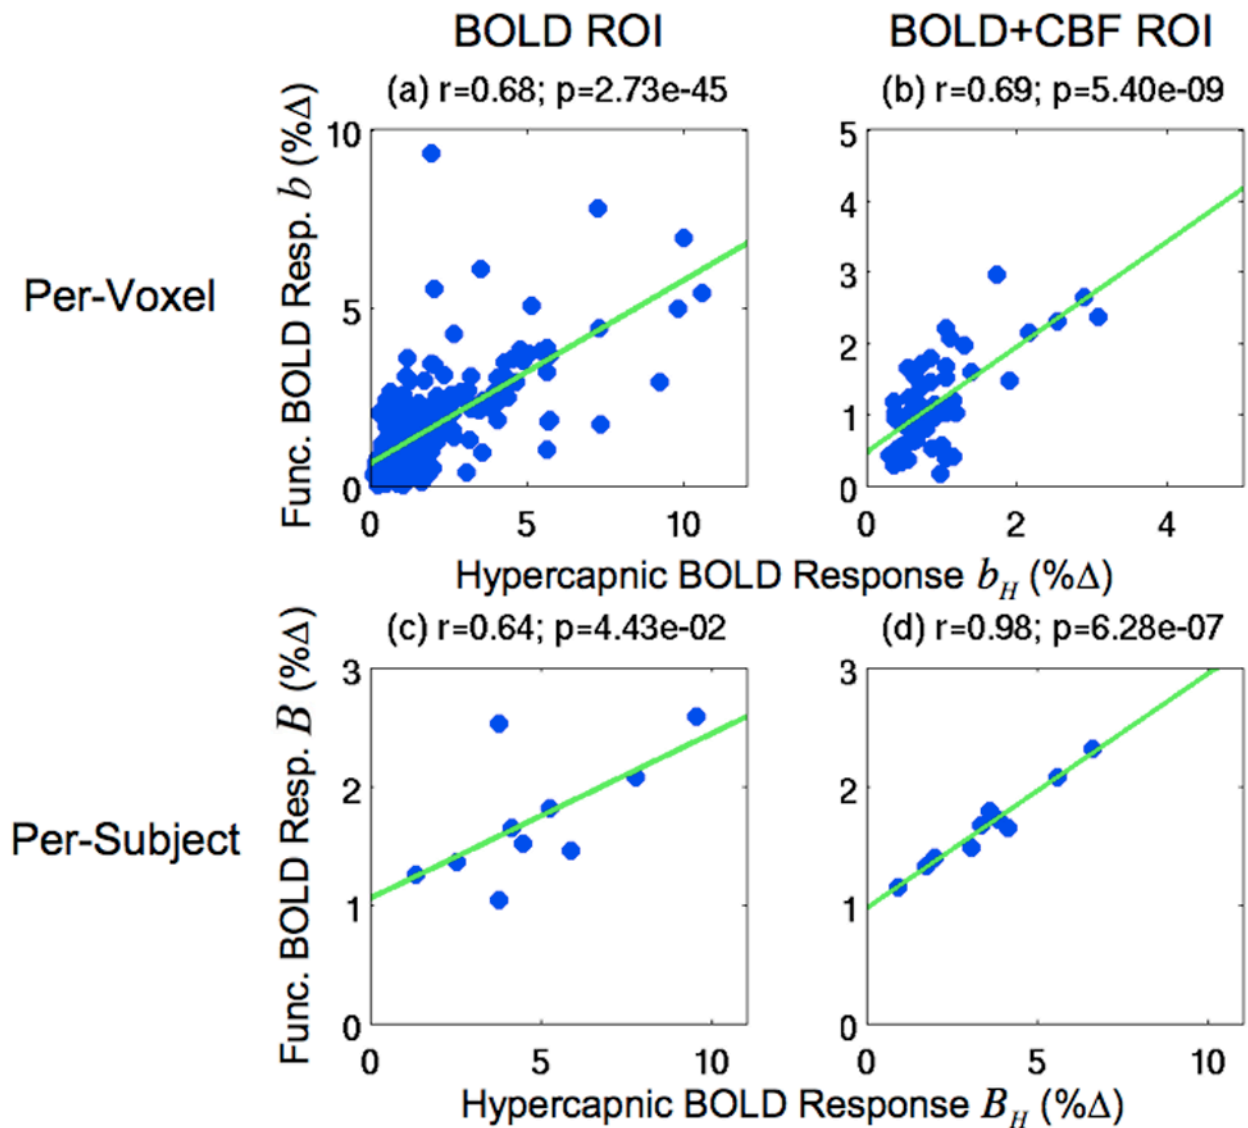 BOLD ROI
BOLD+CBF ROI
(a) r=0.68; p=2.73e-45
(b) r=0.69; p=5.40e-09
Per-Voxel
Func. BOLD Resp. b (%Δ)
10
5
0
0 5 10
5
4
3
2
1
0
0 2 4
Hypercapnic BOLD Response b_H (%Δ)
(c) r=0.64; p=4.43e-02
(d) r=0.98; p=6.28e-07
Per-Subject
Func. BOLD Resp. B (%Δ)
3
2
1
0
0 5 10
3
2
1
0
0 5 10
Hypercapnic BOLD Response B_H (%Δ)